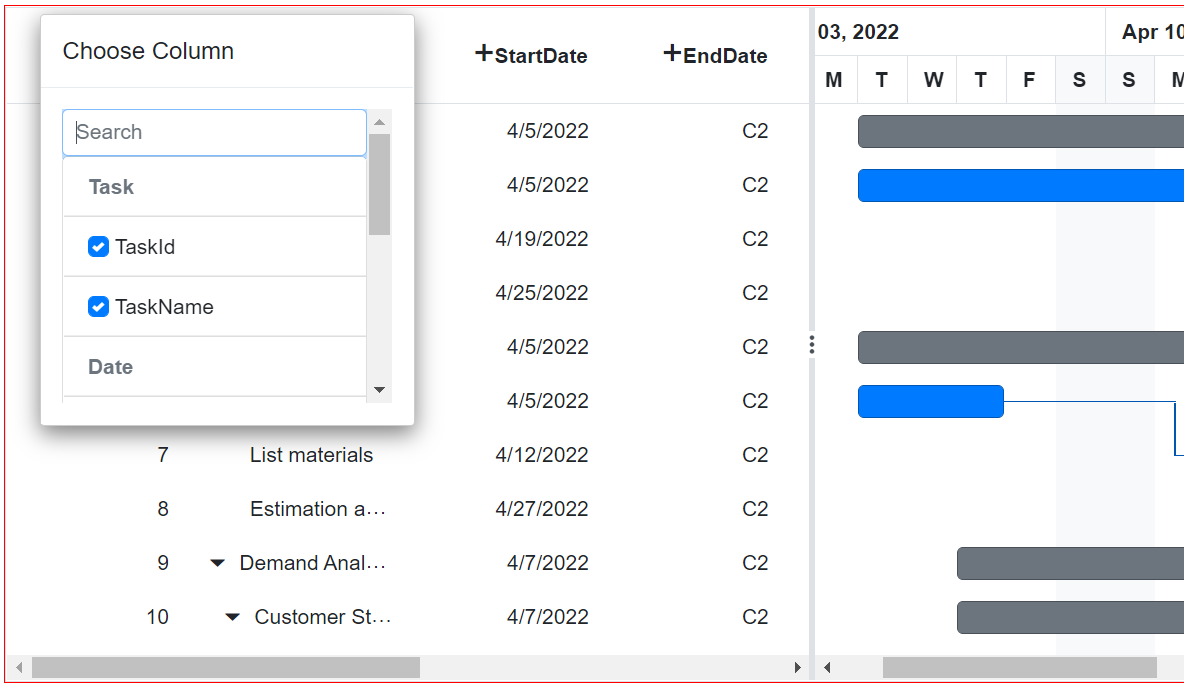 Choose Column
Search
Task
TaskId
TaskName
Date
+StartDate +EndDate
4/5/2022 C2
4/5/2022 C2
4/19/2022 C2
4/25/2022 C2
4/5/2022 C2
4/5/2022 C2
7 List materials 4/12/2022 C2
8 Estimation a... 4/27/2022 C2
9 Demand Anal... 4/7/2022 C2
10 Customer St... 4/7/2022 C2
03, 2022 Apr 10
M T W T F S S M